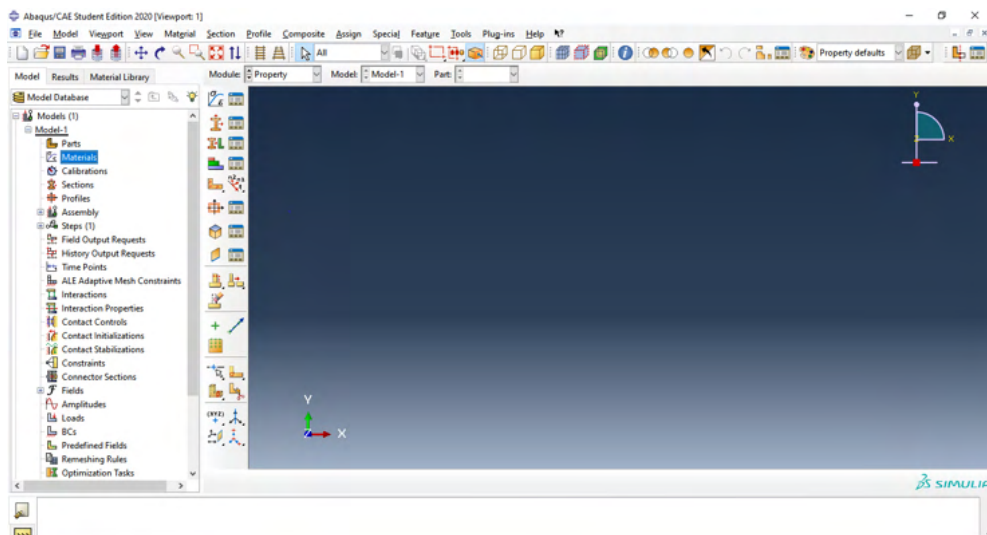 Abaqus/CAE Student Edition 2020 [Viewport: 1]
File Model Viewport View Material Section Profile Composite Assign Special Feature Tools Plug-ins Help
All Property defaults
Model Results Material Library Module: Property Model: Model-1 Part:
Model Database
Models (1)
Model-1
Parts
Materials
Calibrations
Sections
Profiles
Assembly
Steps (1)
Field Output Requests
History Output Requests
Time Points
ALE Adaptive Mesh Constraints
Interactions
Interaction Properties
Contact Controls
Contact Initializations
Contact Stabilizations
Constraints
Connector Sections
Fields
Amplitudes
Loads
BCs
Predefined Fields
Remeshing Rules
Optimization Tasks
Y
X
Z
(XYZ)
Y
X
SIMULIA